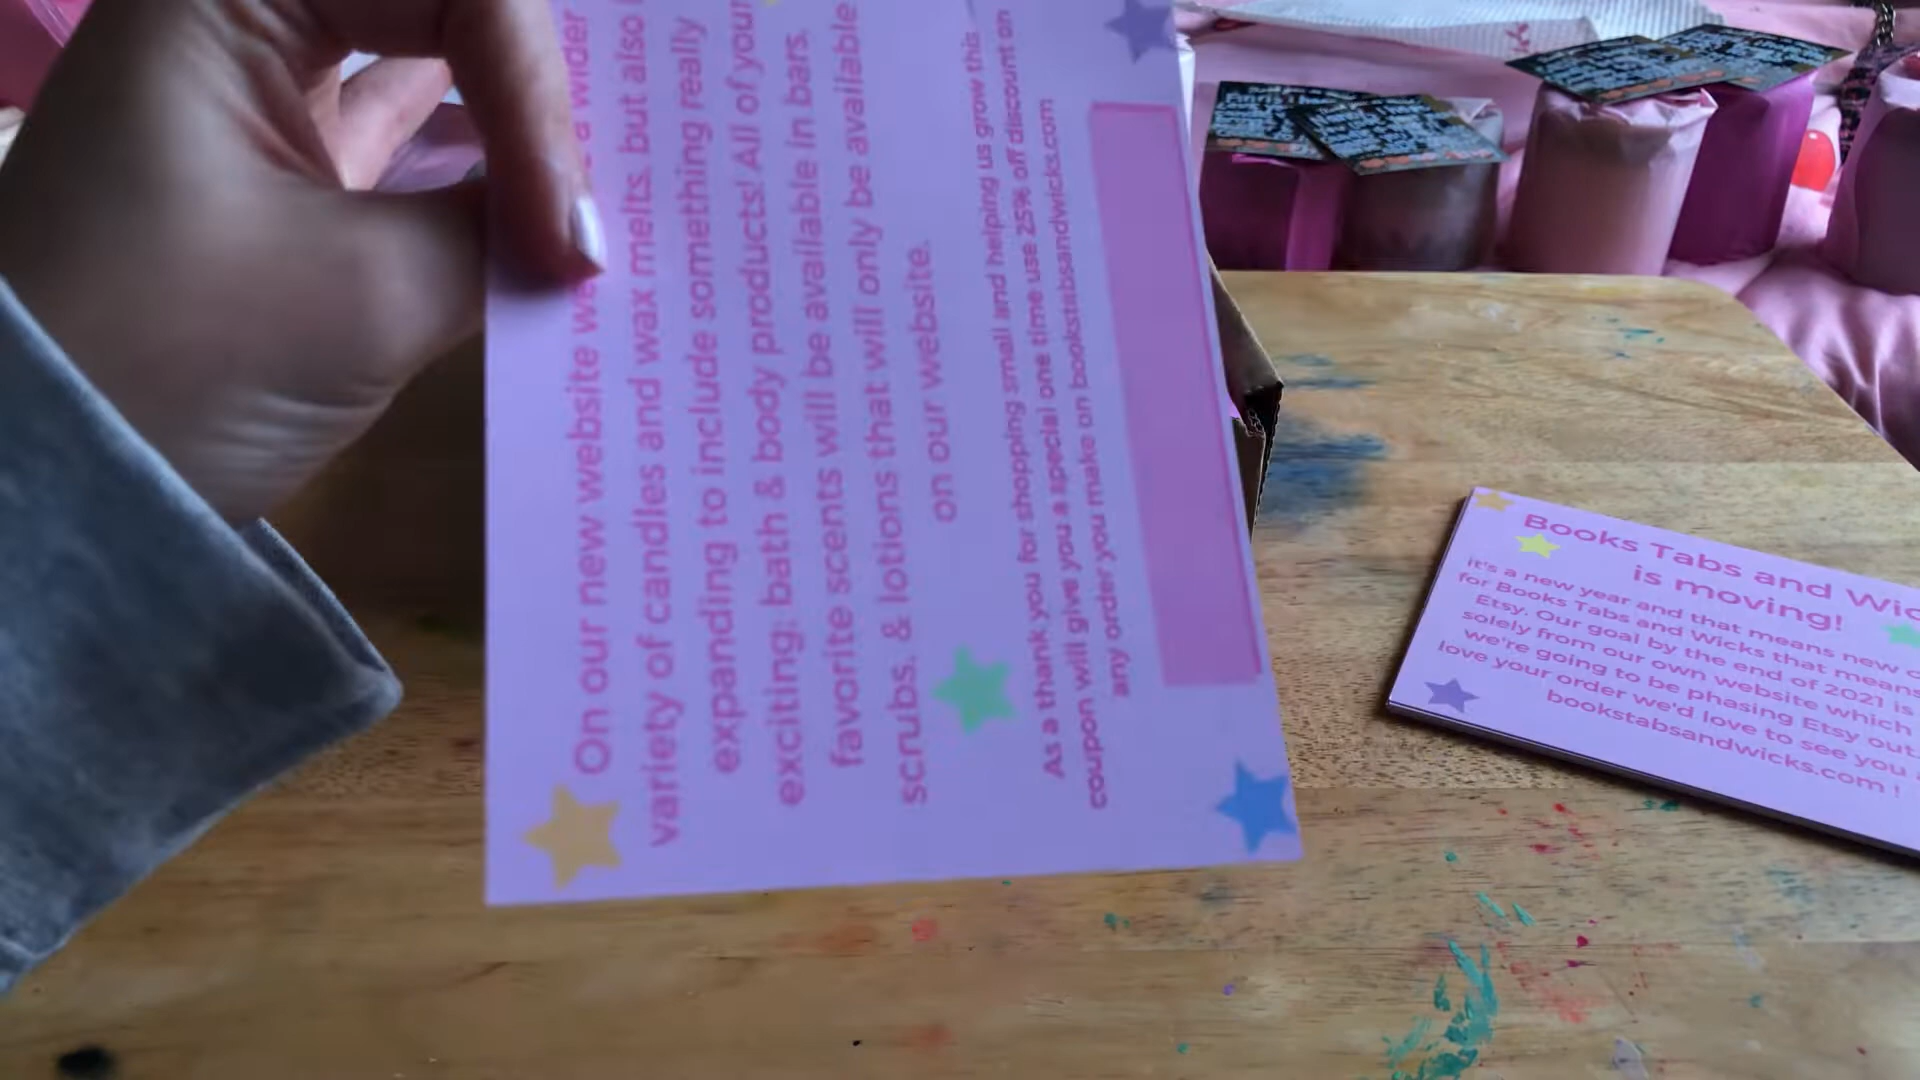 On our new website we a wider
variety of candles and wax melts, but also
expanding to include something really
exciting: bath & body products! All of your
favorite scents will be available in bars,
scrubs, & lotions that will only be available
on our website.
As a thank you for shopping small and helping us grow this
coupon will give you a special one time use 25% off discount on
any order you make on bookstabsandwicks.com
Books Tabs and Wic
is moving!
It's a new year and that means new
for Books Tabs and Wicks that means
Etsy. Our goal by the end of 2021 is
solely from our own website which
we're going to be phasing Etsy out.
love your order we'd love to see you
bookstabsandwicks.com !